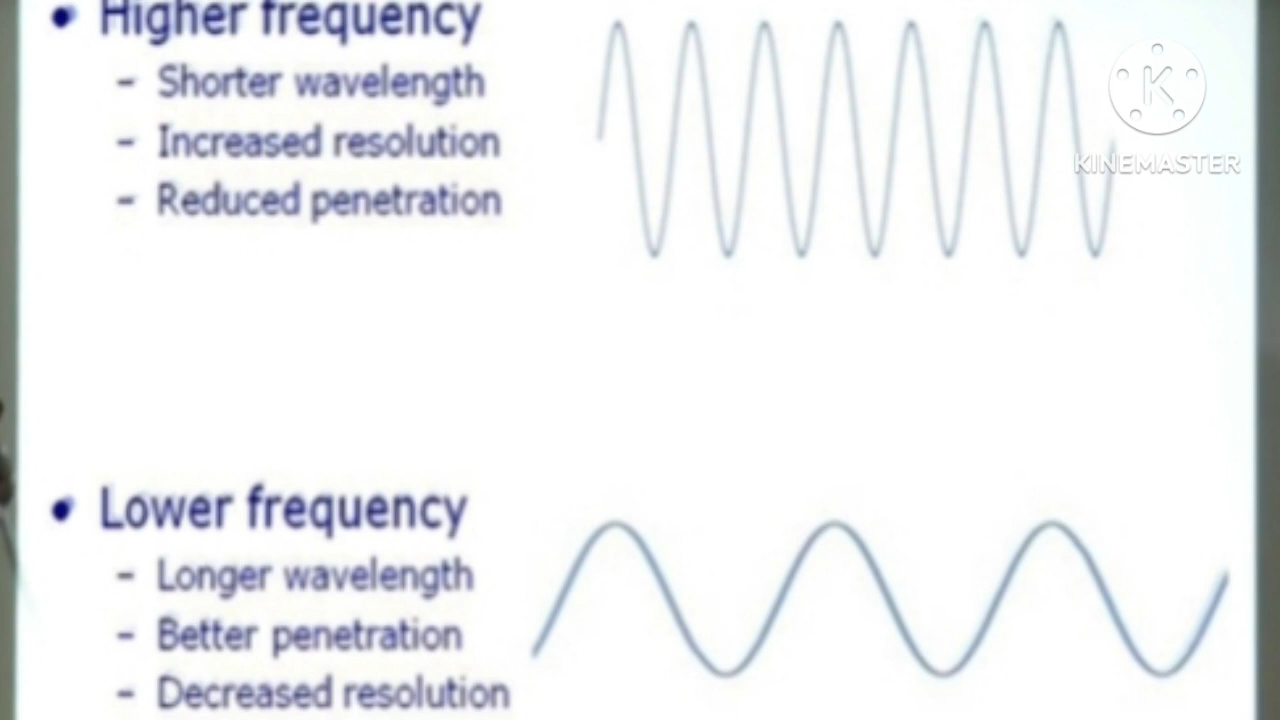 • Higher frequency
– Shorter wavelength
– Increased resolution
– Reduced penetration
K
KINEMASTER
• Lower frequency
– Longer wavelength
– Better penetration
– Decreased resolution